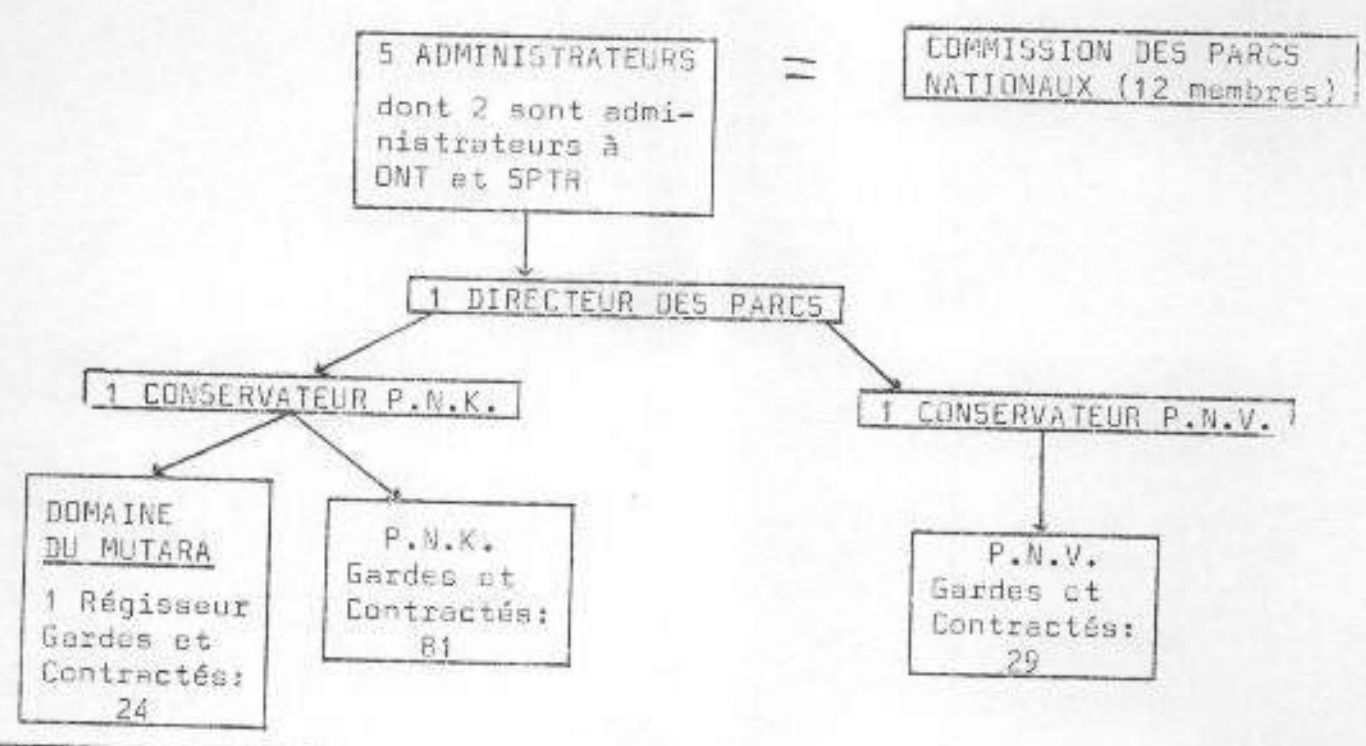 5 ADMINISTRATEURS
dont 2 sont admi-
nistrateurs à
ONT et SPTR
=
COMMISSION DES PARCS
NATIONAUX (12 membres)
1 DIRECTEUR DES PARCS
1 CONSERVATEUR P.N.K.
1 CONSERVATEUR P.N.V.
DOMAINE
DU MUTARA
1 Régisseur
Gardes et
Contractés:
24
P.N.K.
Gardes et
Contractés:
81
P.N.V.
Gardes et
Contractés:
29